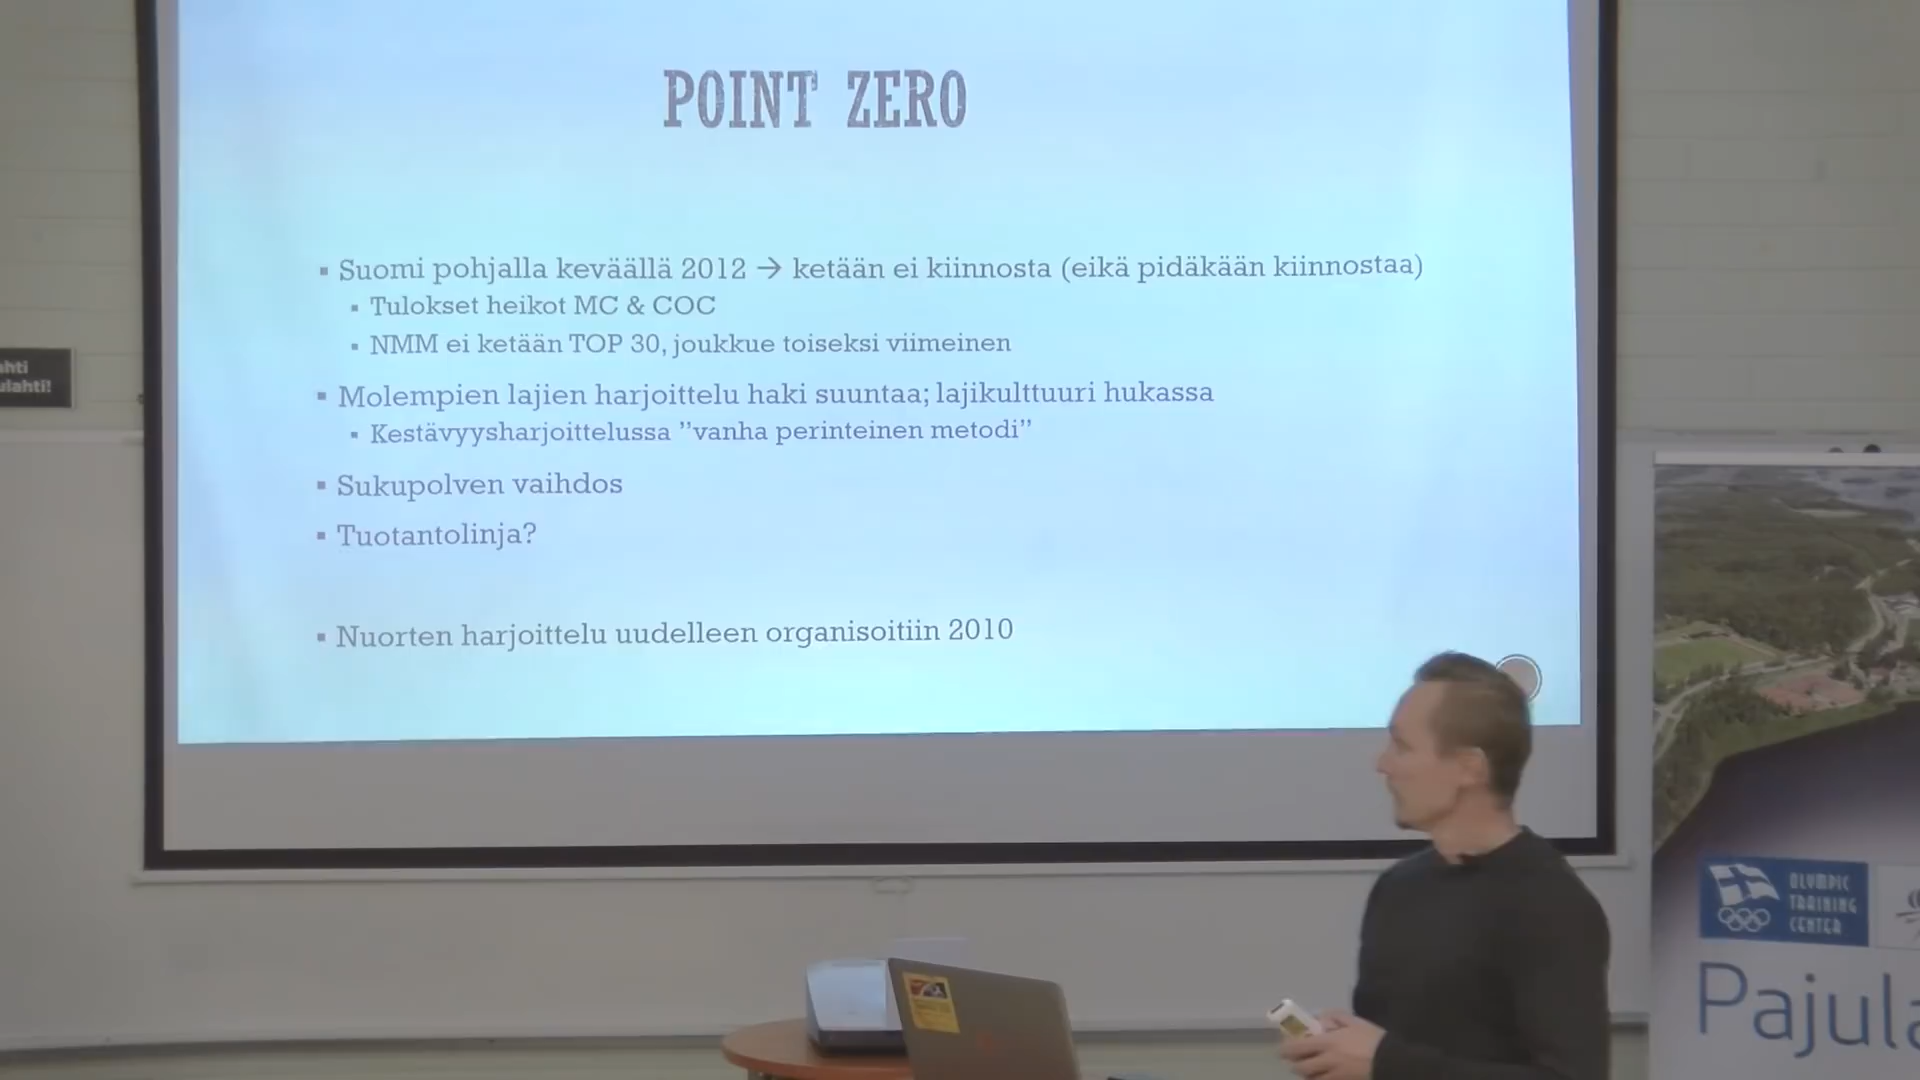 POINT ZERO
▪ Suomi pohjalla keväällä 2012 → ketään ei kiinnosta (eikä pidäkään kiinnostaa)
▪ Tulokset heikot MC & COC
▪ NMM ei ketään TOP 30, joukkue toiseksi viimeinen
▪ Molempien lajien harjoittelu haki suuntaa; lajikulttuuri hukassa
▪ Kestävyysharjoittelussa ”vanha perinteinen metodi”
▪ Sukupolven vaihdos
▪ Tuotantolinja?
▪ Nuorten harjoittelu uudelleen organisoitiin 2010
ahti
ulahti!
OLYMPIC
TRAINING
CENTER
Pajula